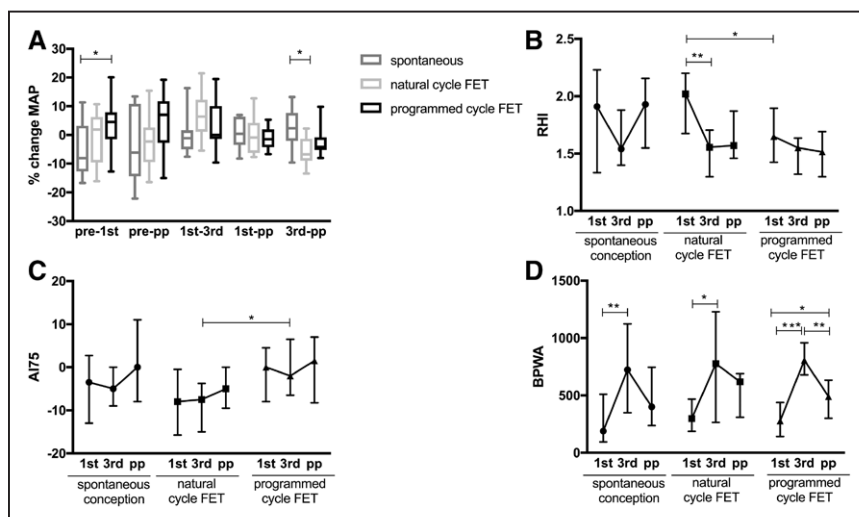 A
30
20
10
0
-10
-20
-30
% change MAP
*
*
pre-1st pre-pp 1st-3rd 1st-pp 3rd-pp
spontaneous
natural cycle FET
programmed cycle FET
B
2.5
2.0
1.5
1.0
RHI
**
*
1st 3rd pp 1st 3rd pp 1st 3rd pp
spontaneous conception
natural cycle FET
programmed cycle FET
C
20
10
0
-10
-20
AI75
*
1st 3rd pp 1st 3rd pp 1st 3rd pp
spontaneous conception
natural cycle FET
programmed cycle FET
D
1500
1000
500
0
BPWA
**
*
*
***
**
1st 3rd pp 1st 3rd pp 1st 3rd pp
spontaneous conception
natural cycle FET
programmed cycle FET